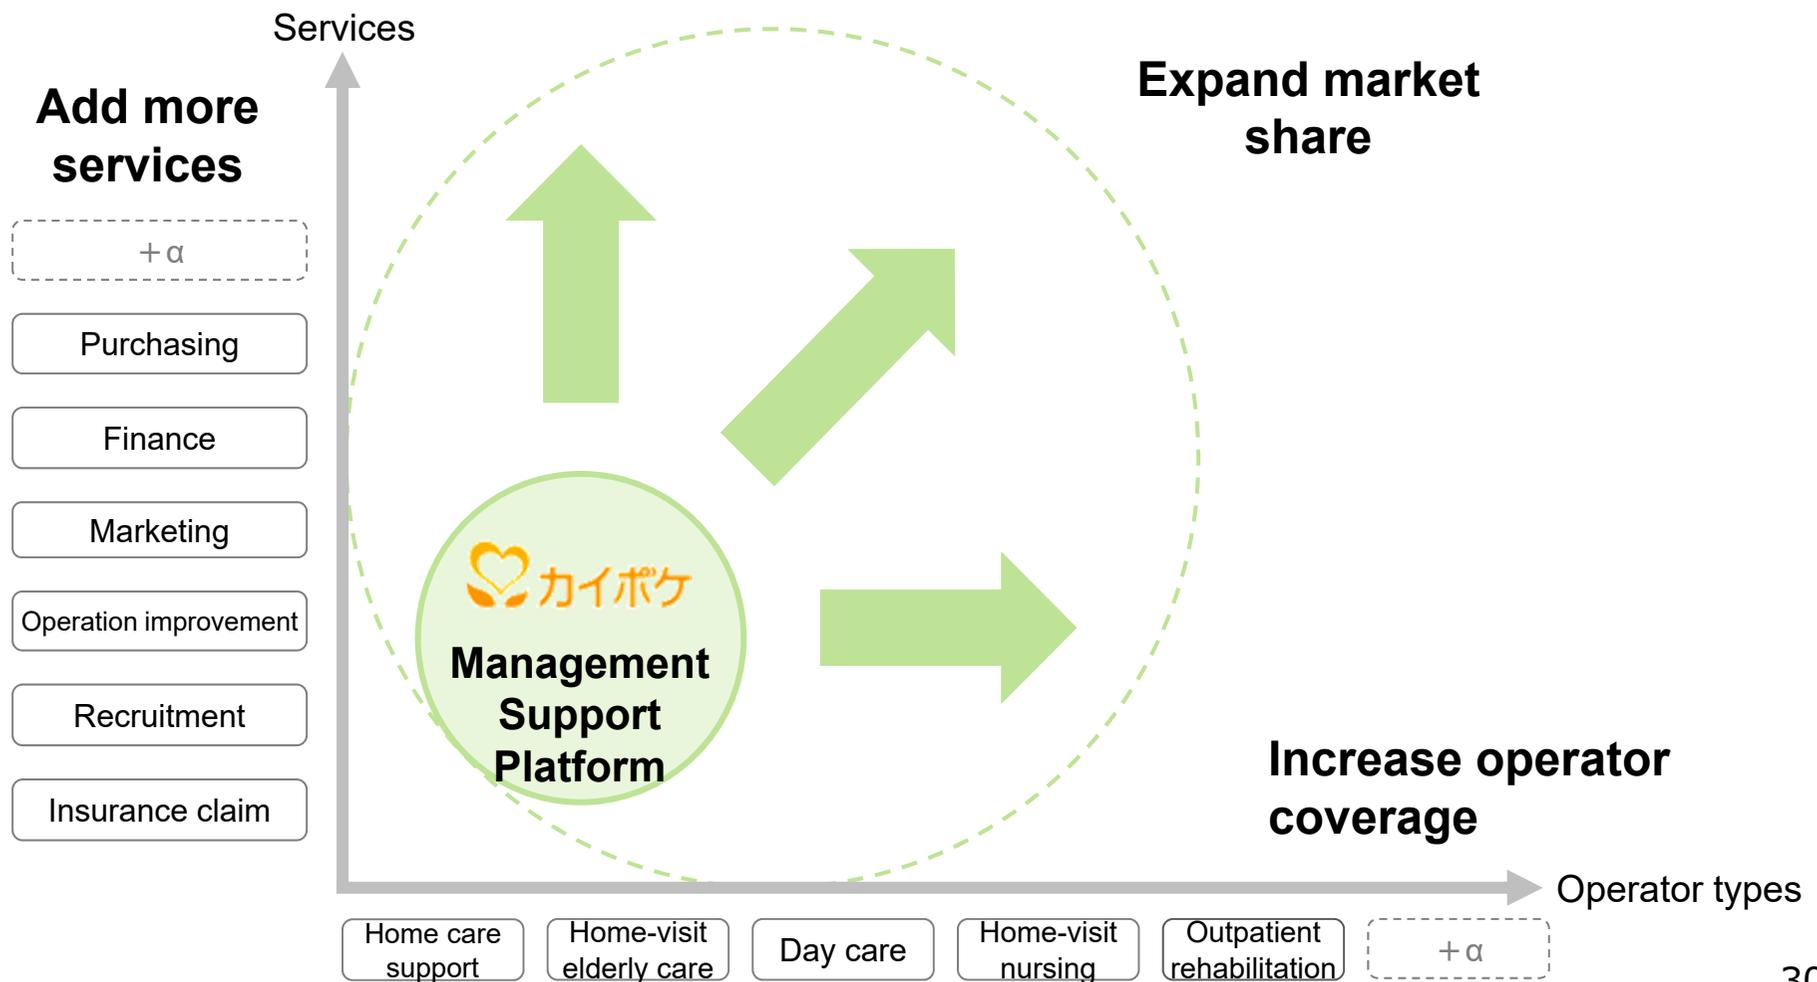 Services
Add more
services
+α
Purchasing
Finance
Marketing
Operation improvement
Recruitment
Insurance claim
Expand market
share
カイポケ
Management
Support
Platform
Increase operator
coverage
Operator types
Home care
support
Home-visit
elderly care
Day care
Home-visit
nursing
Outpatient
rehabilitation
+α
30